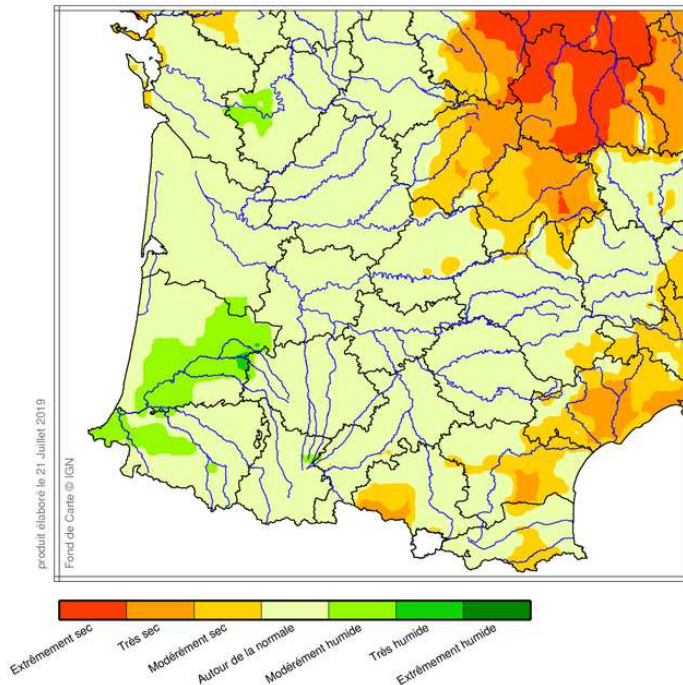 produit élaboré le 21 Juillet 2019
Fond de Carte © IGN
Extrêmement sec
Très sec
Modérément sec
Autour de la normale
Modérément humide
Très humide
Extrêmement humide